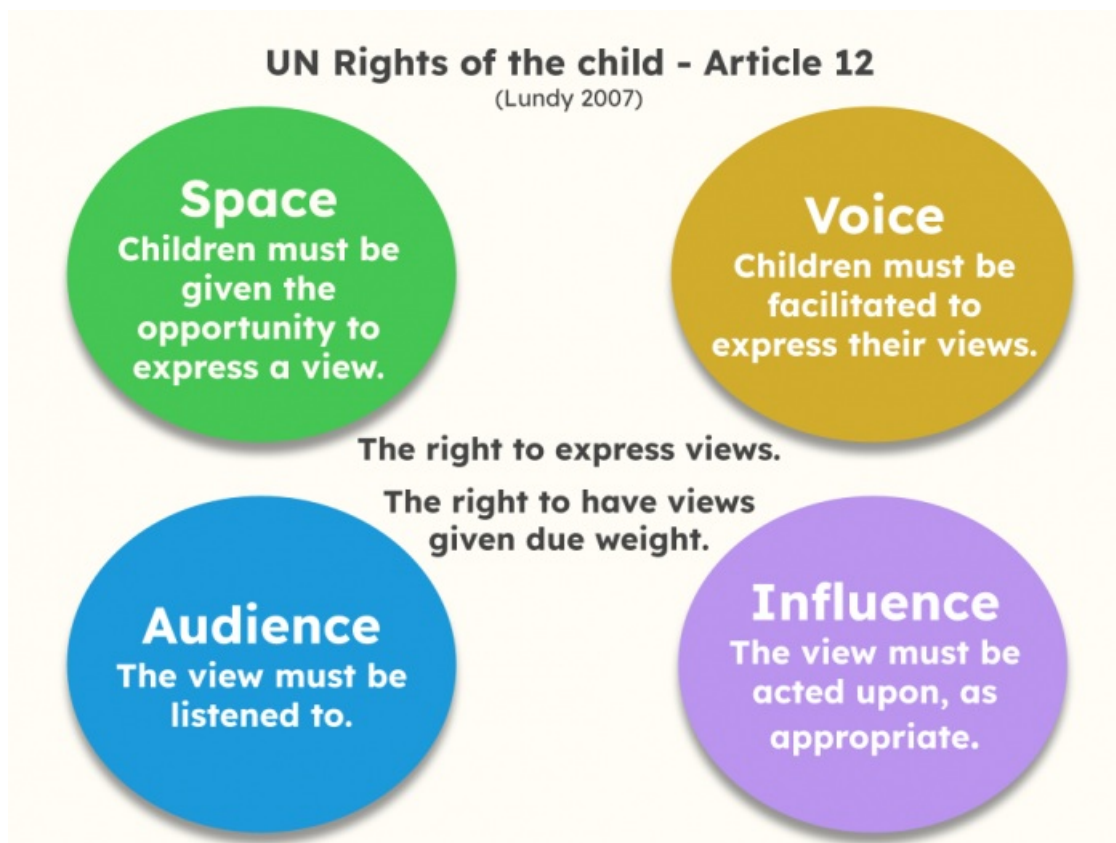 UN Rights of the child - Article 12
(Lundy 2007)
Space
Children must be
given the
opportunity to
express a view.
Voice
Children must be
facilitated to
express their views.
The right to express views.
The right to have views
given due weight.
Audience
The view must be
listened to.
Influence
The view must be
acted upon, as
appropriate.